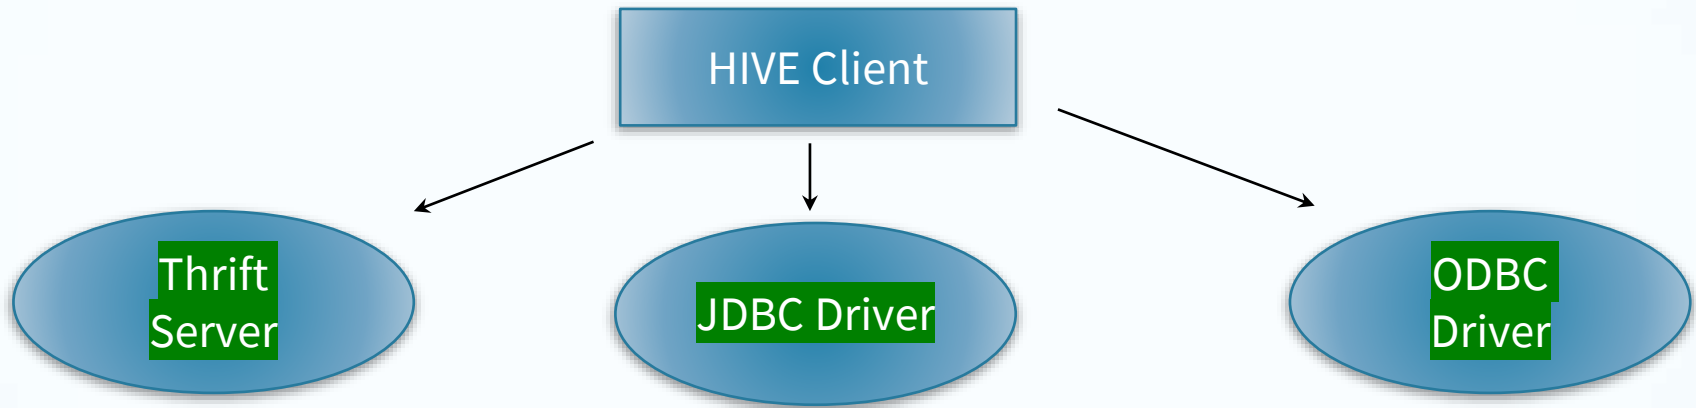 HIVE Client
Thrift
Server
JDBC Driver
ODBC
Driver